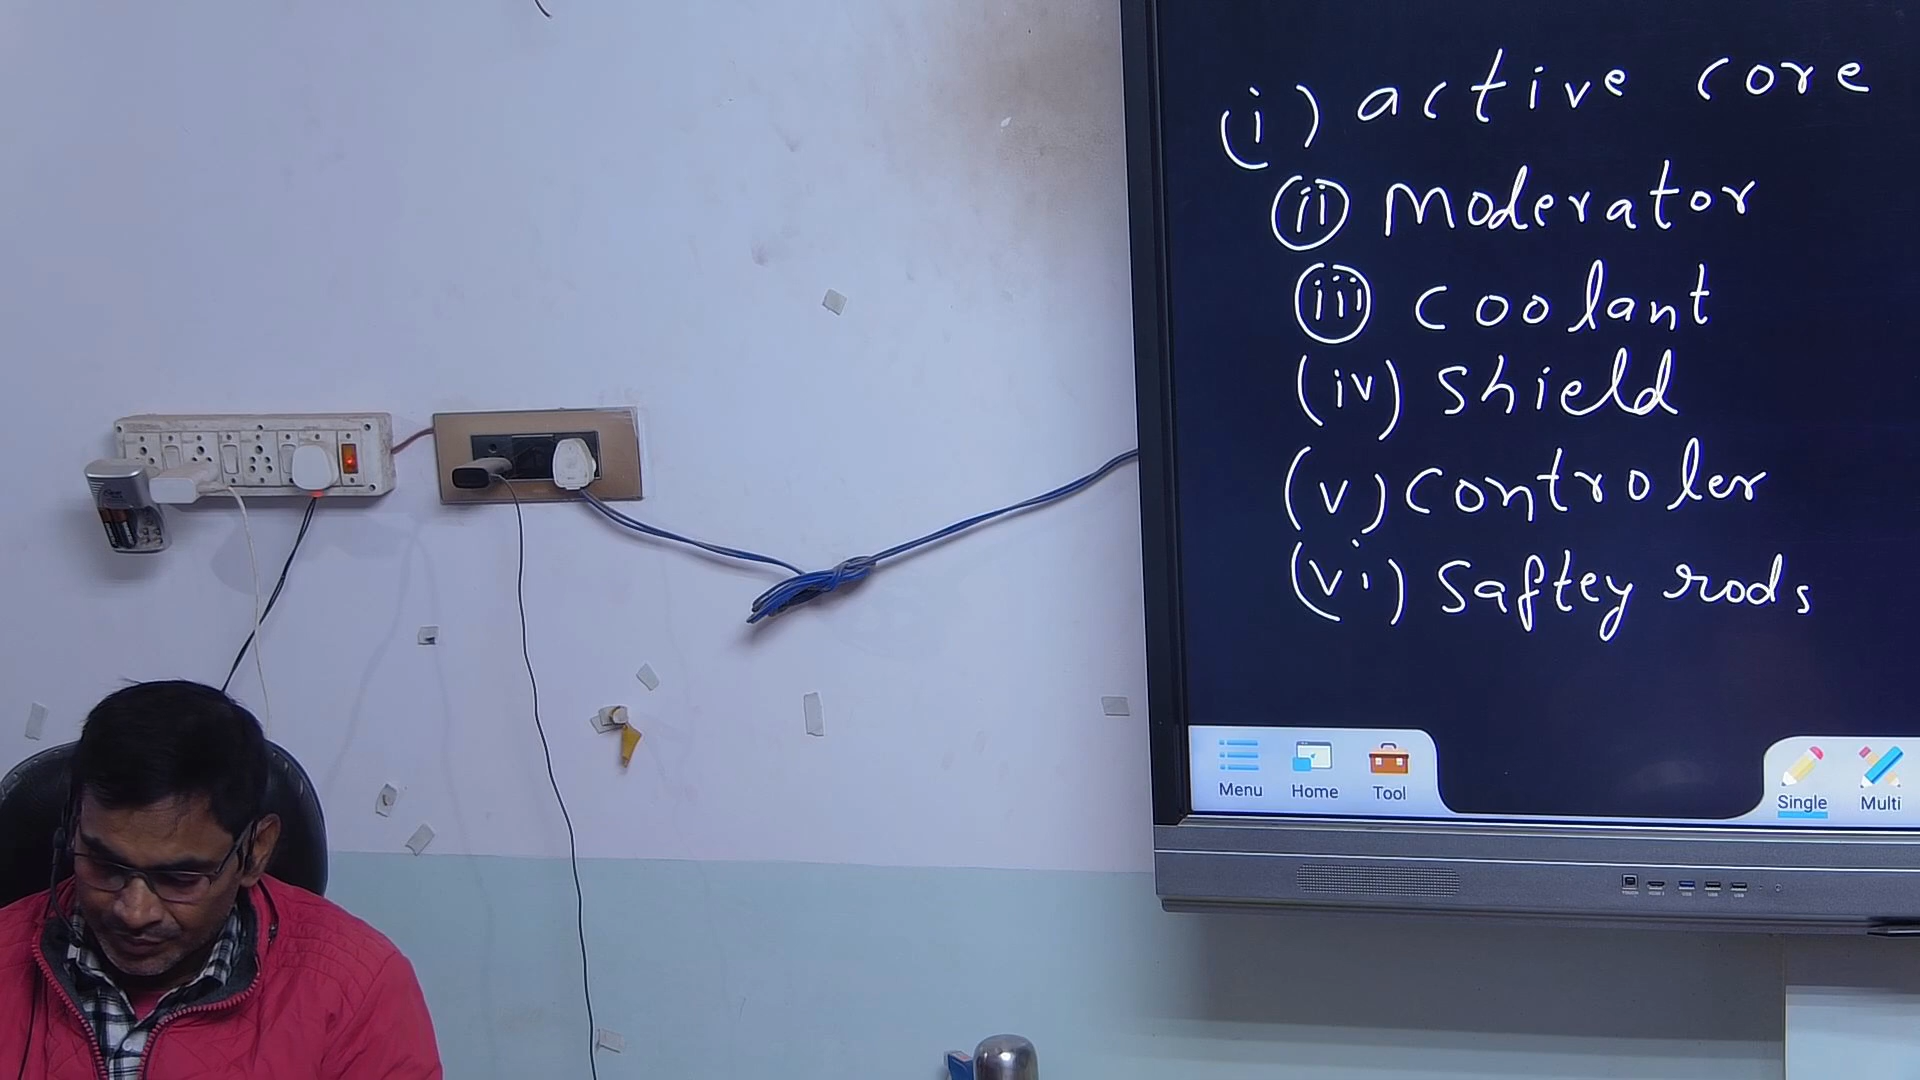 (i) active core
(ii) Moderator
(iii) coolant
(iv) Shield
(v) Controler
(vi) Saftey rods
Menu Home Tool
Single Multi